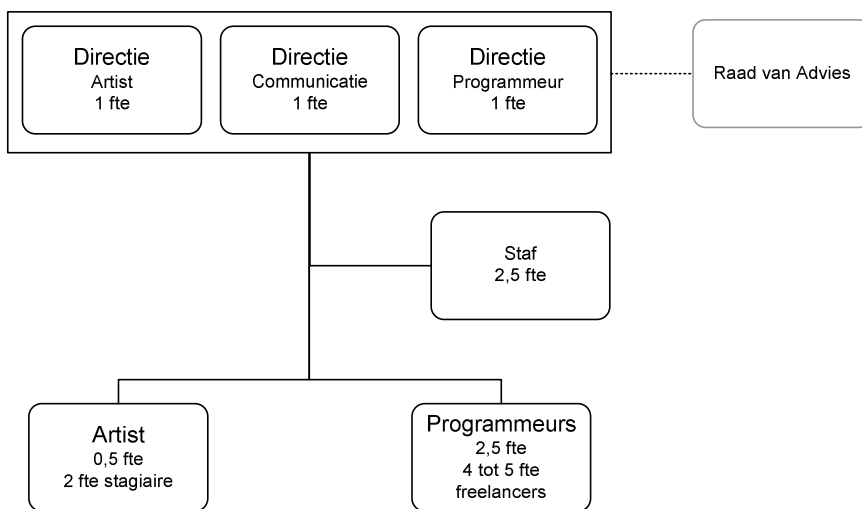 Directie
Artist
1 fte
Directie
Communicatie
1 fte
Directie
Programmeur
1 fte
Raad van Advies
Staf
2,5 fte
Artist
0,5 fte
2 fte stagiaire
Programmeurs
2,5 fte
4 tot 5 fte
freelancers